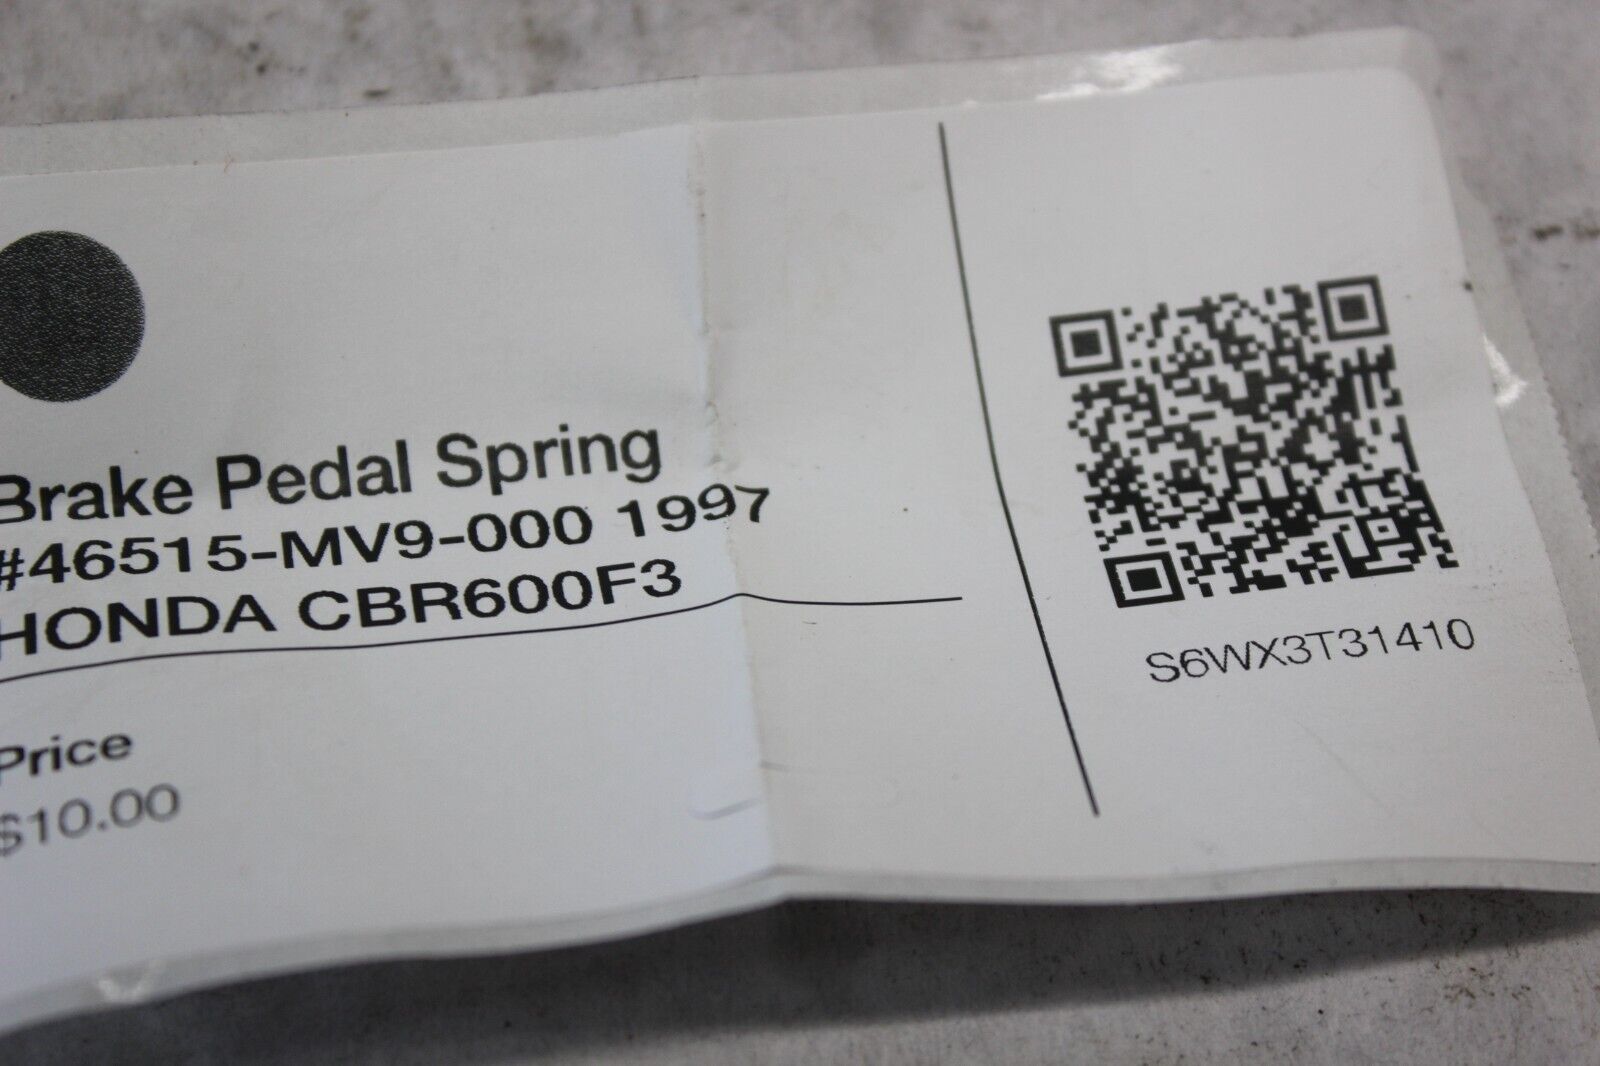 Brake Pedal Spring
#46515-MV9-000 1997
HONDA CBR600F3
Price
$10.00
S6WX3T31410